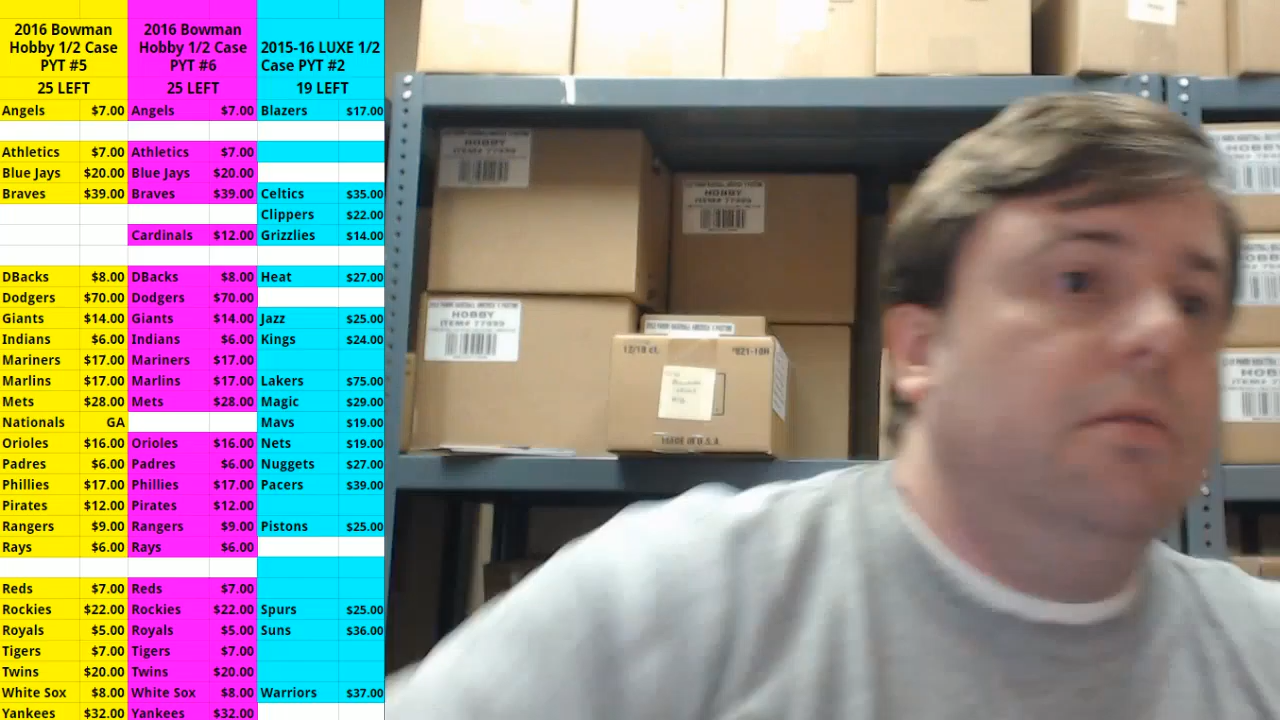 2016 Bowman
Hobby 1/2 Case
PYT #5
25 LEFT
Angels $7.00
Athletics $7.00
Blue Jays $20.00
Braves $39.00
DBacks $8.00
Dodgers $70.00
Giants $14.00
Indians $6.00
Mariners $17.00
Marlins $17.00
Mets $28.00
Nationals GA
Orioles $16.00
Padres $6.00
Phillies $17.00
Pirates $12.00
Rangers $9.00
Rays $6.00
Reds $7.00
Rockies $22.00
Royals $5.00
Tigers $7.00
Twins $20.00
White Sox $8.00
Yankees $32.00
2016 Bowman
Hobby 1/2 Case
PYT #6
25 LEFT
Angels $7.00
Athletics $7.00
Blue Jays $20.00
Braves $39.00
Cardinals $12.00
DBacks $8.00
Dodgers $70.00
Giants $14.00
Indians $6.00
Mariners $17.00
Marlins $17.00
Mets $28.00
Orioles $16.00
Padres $6.00
Phillies $17.00
Pirates $12.00
Rangers $9.00
Rays $6.00
Reds $7.00
Rockies $22.00
Royals $5.00
Tigers $7.00
Twins $20.00
White Sox $8.00
Yankees $32.00
2015-16 LUXE 1/2
Case PYT #2
19 LEFT
Blazers $17.00
Celtics $35.00
Clippers $22.00
Grizzlies $14.00
Heat $27.00
Jazz $25.00
Kings $24.00
Lakers $75.00
Magic $29.00
Mavs $19.00
Nets $19.00
Nuggets $27.00
Pacers $39.00
Pistons $25.00
Spurs $25.00
Suns $36.00
Warriors $37.00
HOBBY
HOBBY
HOBBY
12/18 ct.
MADE IN U.S.A.
HOBBY
HOBBY